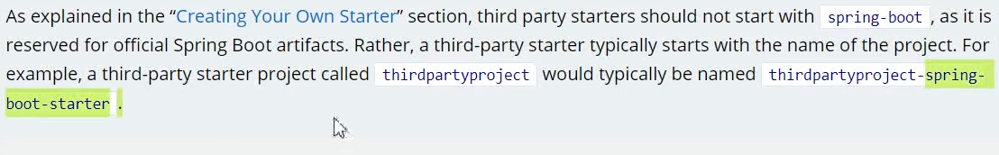 As explained in the “Creating Your Own Starter” section, third party starters should not start with spring-boot , as it is
reserved for official Spring Boot artifacts. Rather, a third-party starter typically starts with the name of the project. For
example, a third-party starter project called thirdpartyproject would typically be named thirdpartyproject-spring-
boot-starter .